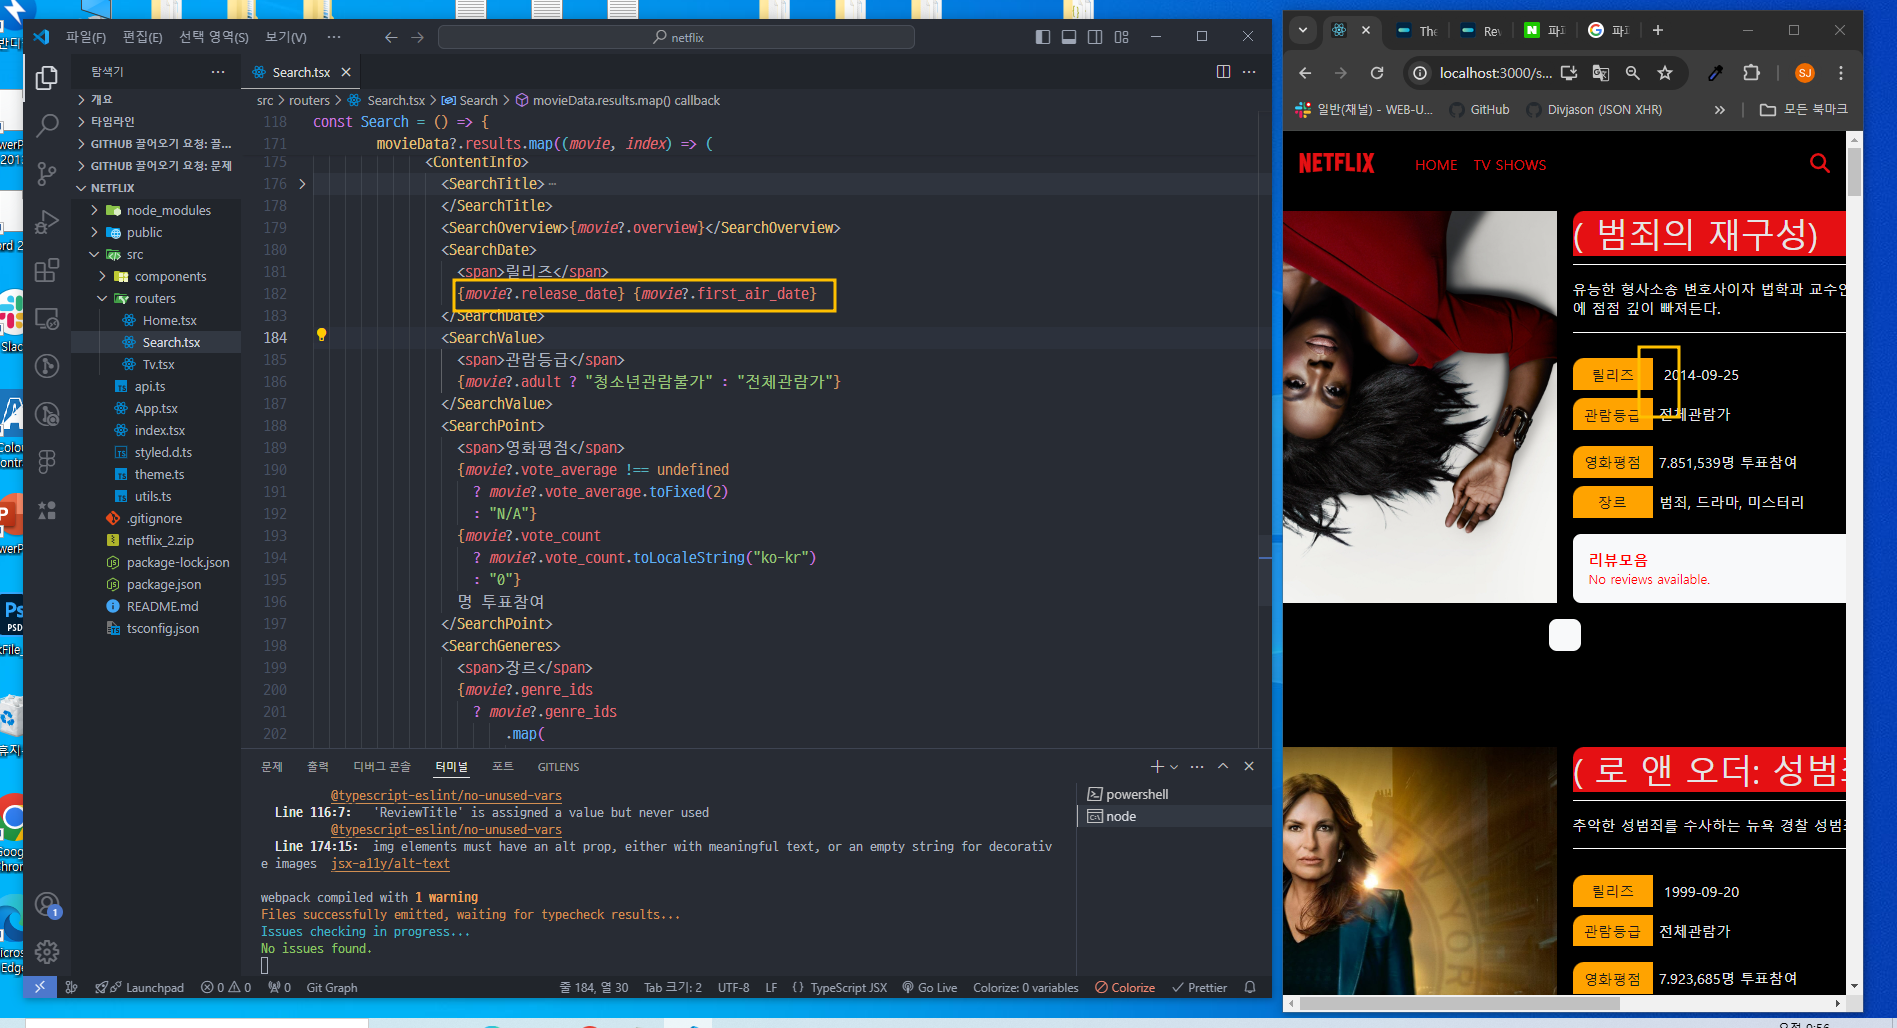 파일(F) 편집(E) 선택 영역(S) 보기(V) ⋯
netflix
탐색기
개요
타임라인
GITHUB 끌어오기 요청: 끌...
GITHUB 끌어오기 요청: 문제
NETFLIX
node_modules
public
src
components
routers
Home.tsx
Search.tsx
Tv.tsx
api.ts
App.tsx
index.tsx
styled.d.ts
theme.ts
utils.ts
.gitignore
netflix_2.zip
package-lock.json
package.json
README.md
tsconfig.json
Search.tsx
src > routers > Search.tsx > Search > movieData.results.map() callback
118 const Search = () => {
171 movieData?.results.map((movie, index) => (
175 <ContentInfo>
176 <SearchTitle>⋯
178 </SearchTitle>
179 <SearchOverview>{movie?.overview}</SearchOverview>
180 <SearchDate>
181 <span>릴리즈</span>
182 {movie?.release_date} {movie?.first_air_date}
183 </SearchDate>
184 <SearchValue>
185 <span>관람등급</span>
186 {movie?.adult ? "청소년관람불가" : "전체관람가"}
187 </SearchValue>
188 <SearchPoint>
189 <span>영화평점</span>
190 {movie?.vote_average !== undefined
191 ? movie?.vote_average.toFixed(2)
192 : "N/A"}
193 {movie?.vote_count
194 ? movie?.vote_count.toLocaleString("ko-kr")
195 : "0"}
196 명 투표참여
197 </SearchPoint>
198 <SearchGeneres>
199 <span>장르</span>
200 {movie?.genre_ids
201 ? movie?.genre_ids
202 .map(
문제 출력 디버그 콘솔 터미널 포트 GITLENS
@typescript-eslint/no-unused-vars
Line 116:7: 'ReviewTitle' is assigned a value but never used
@typescript-eslint/no-unused-vars
Line 174:15: img elements must have an alt prop, either with meaningful text, or an empty string for decorativ
e images jsx-a11y/alt-text
webpack compiled with 1 warning
Files successfully emitted, waiting for typecheck results...
Issues checking in progress...
No issues found.
powershell
node
Launchpad 0 0 0 Git Graph
줄 184, 열 30 Tab 크기: 2 UTF-8 LF {} TypeScript JSX Go Live Colorize: 0 variables Colorize Prettier
The
Rev
localhost:3000/s...
SJ
일반(채널) - WEB-U... GitHub Divjason (JSON XHR) » 모든 북마크
NETFLIX HOME TV SHOWS
( 범죄의 재구성)
유능한 형사소송 변호사이자 법학과 교수인
에 점점 깊이 빠져든다.
릴리즈 2014-09-25
관람등급 전체관람가
영화평점 7.851,539명 투표참여
장르 범죄, 드라마, 미스터리
리뷰모음
No reviews available.
( 로 앤 오더: 성범죄
추악한 성범죄를 수사하는 뉴욕 경찰 성범죄
릴리즈 1999-09-20
관람등급 전체관람가
영화평점 7.923,685명 투표참여